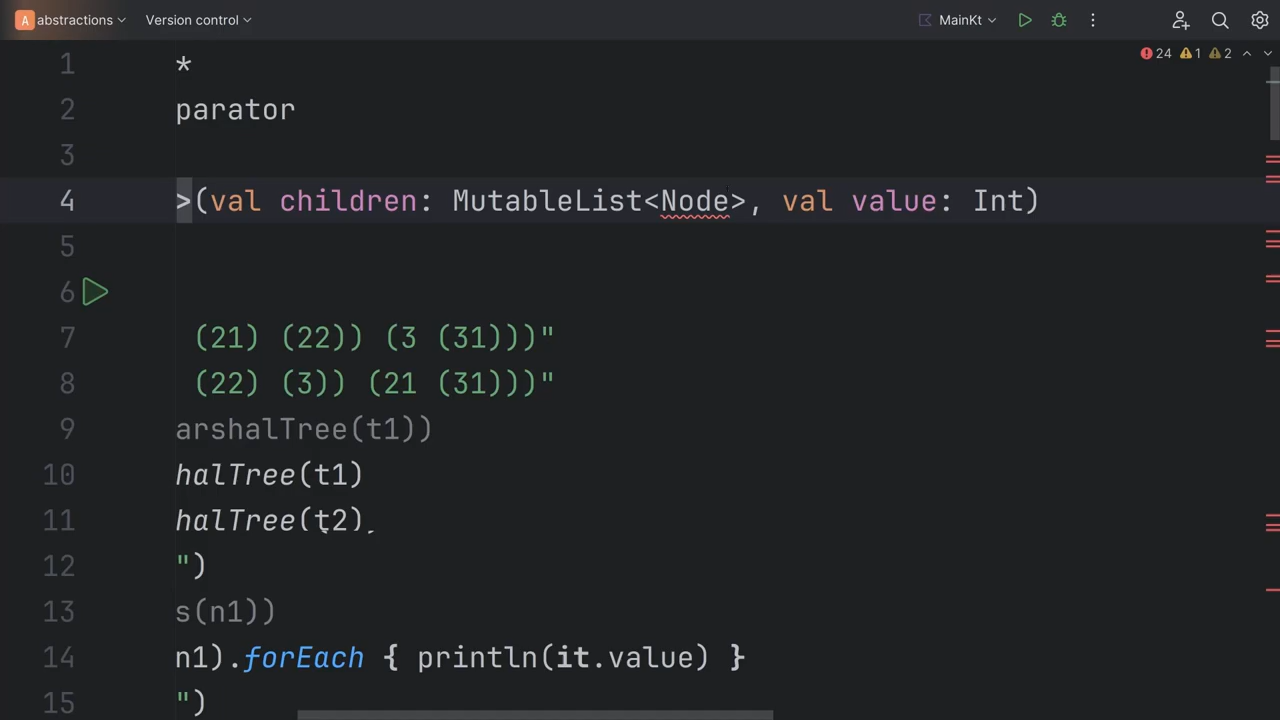 A abstractions Version control MainKt
24 1 2
1 *
2 parator
3
4 >(val children: MutableList<Node>, val value: Int)
5
6
7 (21) (22)) (3 (31)))"
8 (22) (3)) (21 (31)))"
9 arshalTree(t1))
10 halTree(t1)
11 halTree(t2)
12 ")
13 s(n1))
14 n1).forEach { println(it.value) }
15 ")